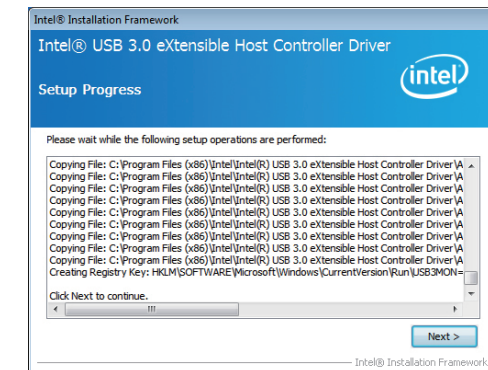 Intel® Installation Framework
Intel® USB 3.0 eXtensible Host Controller Driver
intel
Setup Progress
Please wait while the following setup operations are performed:
Copying File: C:\Program Files (x86)\Intel\Intel(R) USB 3.0 eXtensible Host Controller Driver\A
Copying File: C:\Program Files (x86)\Intel\Intel(R) USB 3.0 eXtensible Host Controller Driver\A
Copying File: C:\Program Files (x86)\Intel\Intel(R) USB 3.0 eXtensible Host Controller Driver\A
Copying File: C:\Program Files (x86)\Intel\Intel(R) USB 3.0 eXtensible Host Controller Driver\A
Copying File: C:\Program Files (x86)\Intel\Intel(R) USB 3.0 eXtensible Host Controller Driver\A
Copying File: C:\Program Files (x86)\Intel\Intel(R) USB 3.0 eXtensible Host Controller Driver\A
Copying File: C:\Program Files (x86)\Intel\Intel(R) USB 3.0 eXtensible Host Controller Driver\A
Copying File: C:\Program Files (x86)\Intel\Intel(R) USB 3.0 eXtensible Host Controller Driver\A
Copying File: C:\Program Files (x86)\Intel\Intel(R) USB 3.0 eXtensible Host Controller Driver\A
Creating Registry Key: HKLM\SOFTWARE\Microsoft\Windows\CurrentVersion\Run\USB3MON=
Click Next to continue.
Next >
Intel® Installation Framework